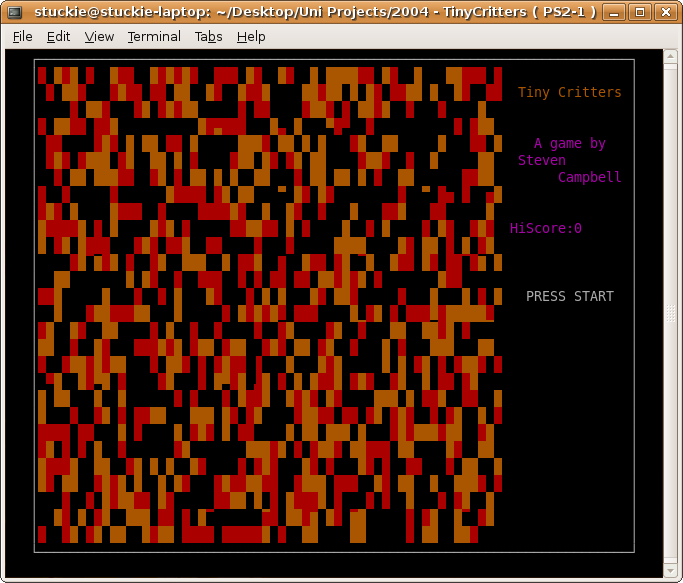 stuckie@stuckie-laptop: ~/Desktop/Uni Projects/2004 - TinyCritters ( PS2-1 )
File Edit View Terminal Tabs Help
Tiny Critters
A game by
Steven
Campbell
HiScore:0
PRESS START